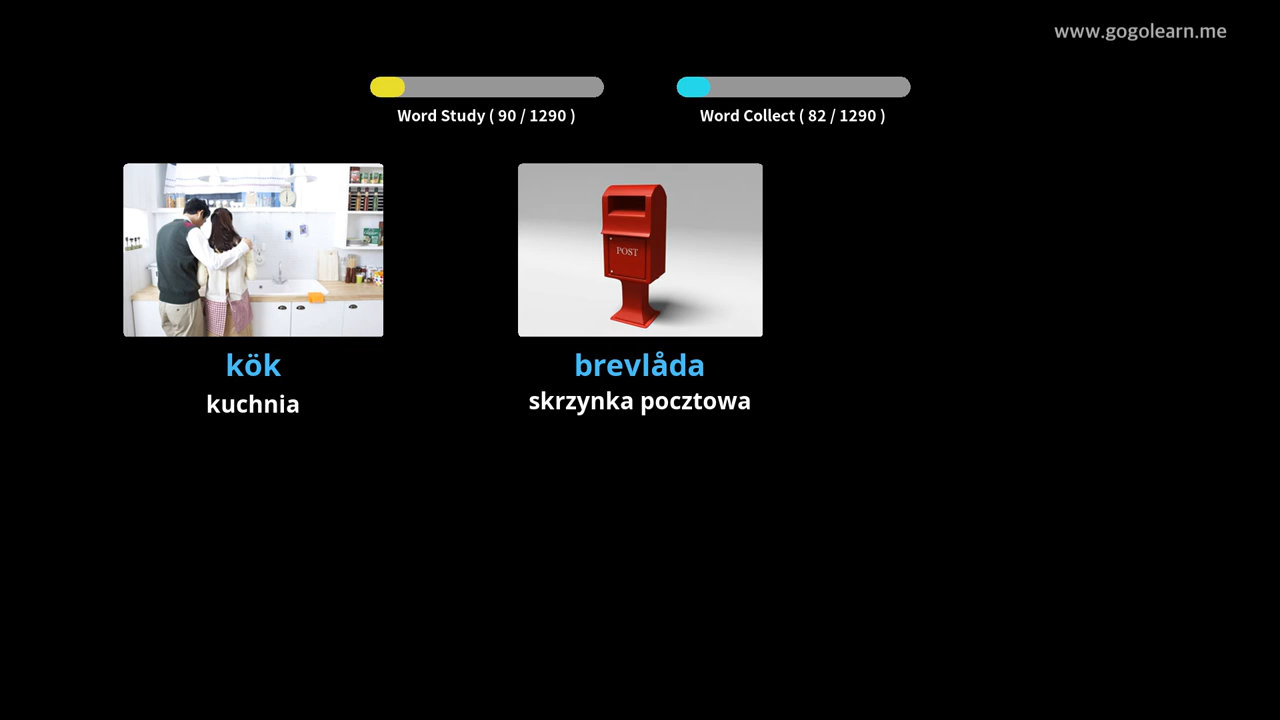 www.gogolearn.me
Word Study ( 90 / 1290 )
Word Collect ( 82 / 1290 )
POST
kök
brevlåda
kuchnia
skrzynka pocztowa